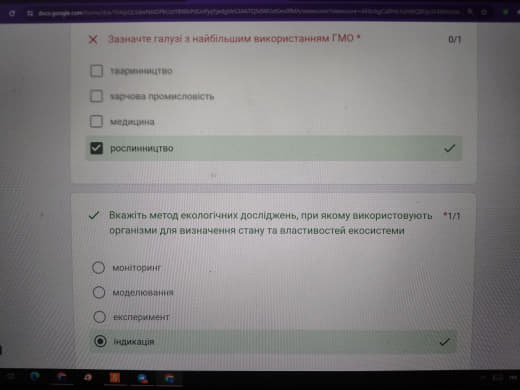 docs.google.com
Зазначте галузі з найбільшим використанням ГМО *
0/1
тваринництво
харчова промисловість
медицина
рослинництво
Вкажіть метод екологічних досліджень, при якому використовують
*1/1
організми для визначення стану та властивостей екосистеми
моніторинг
моделювання
експеримент
індикація